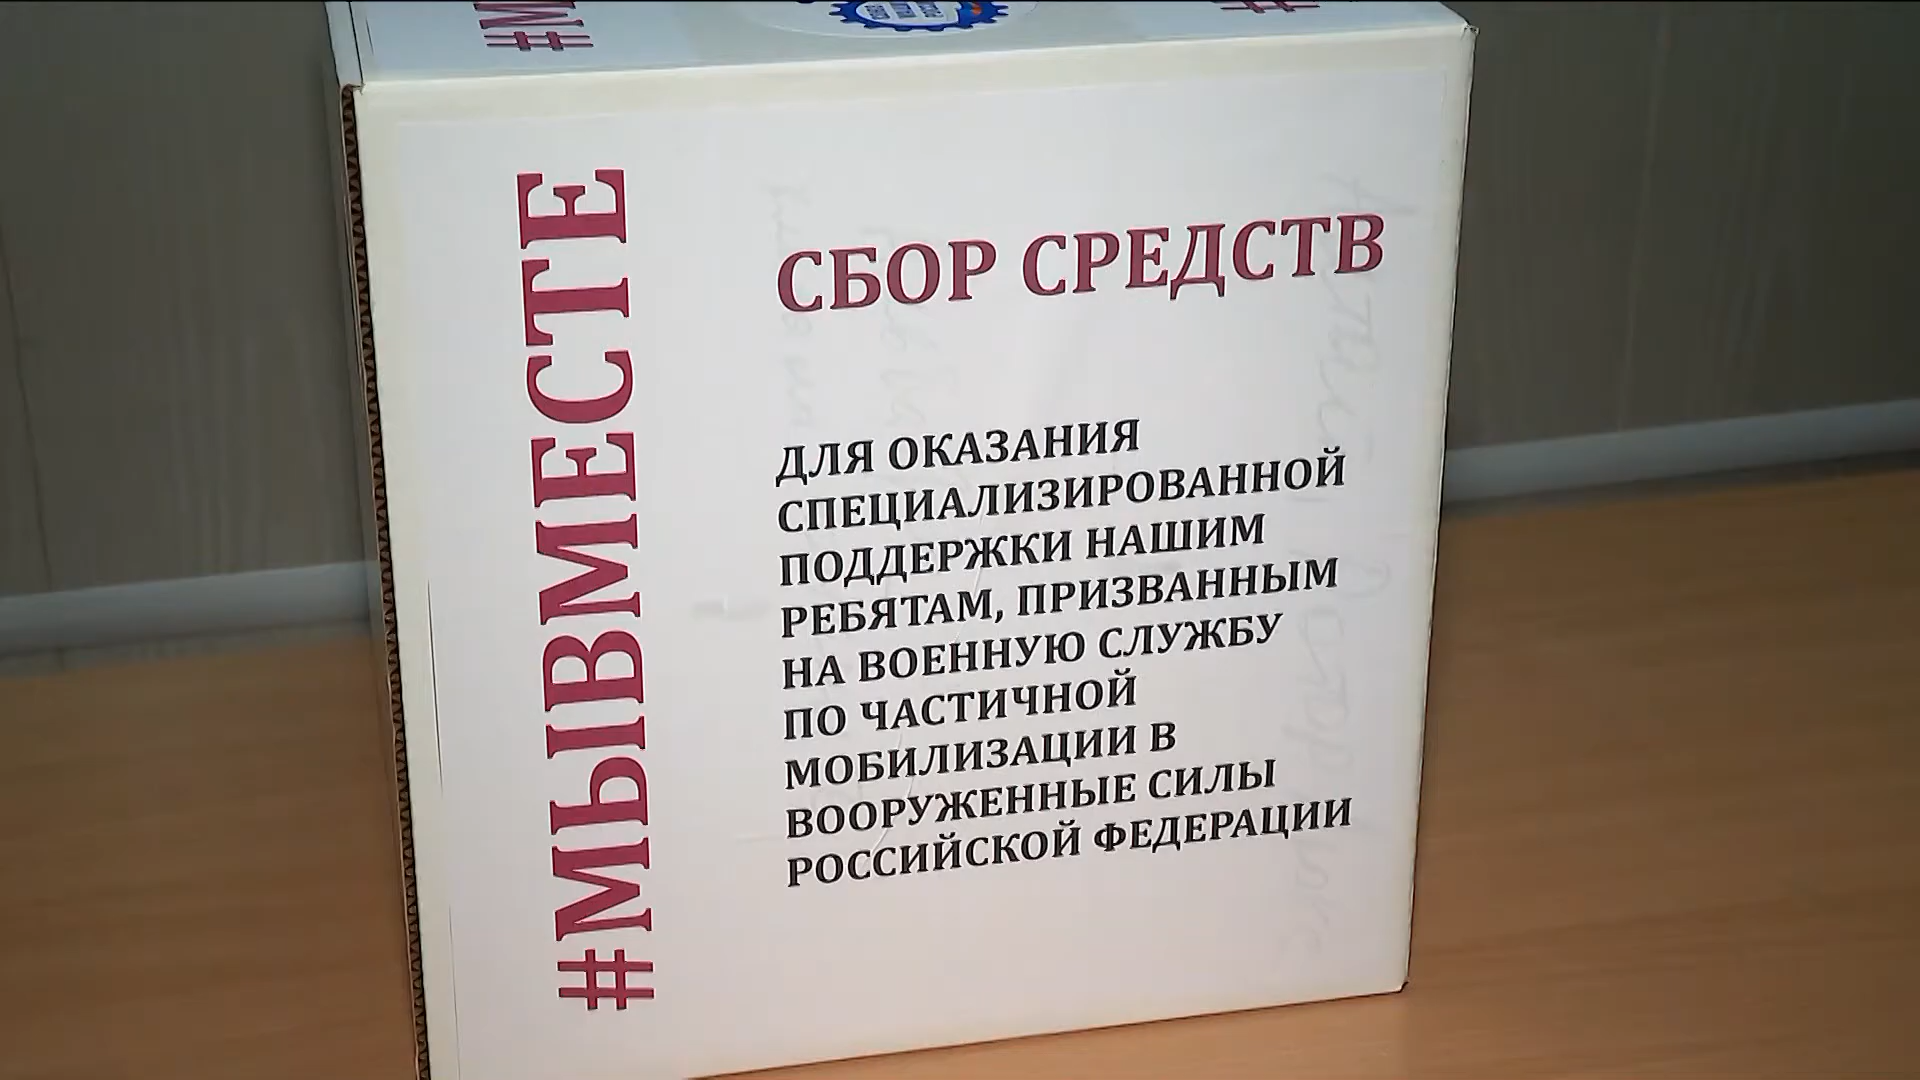 #МЫВМЕСТЕ
СБОР СРЕДСТВ
ДЛЯ ОКАЗАНИЯ
СПЕЦИАЛИЗИРОВАННОЙ
ПОДДЕРЖКИ НАШИМ
РЕБЯТАМ, ПРИЗВАННЫМ
НА ВОЕННУЮ СЛУЖБУ
ПО ЧАСТИЧНОЙ
МОБИЛИЗАЦИИ В
ВООРУЖЕННЫЕ СИЛЫ
РОССИЙСКОЙ ФЕДЕРАЦИИ